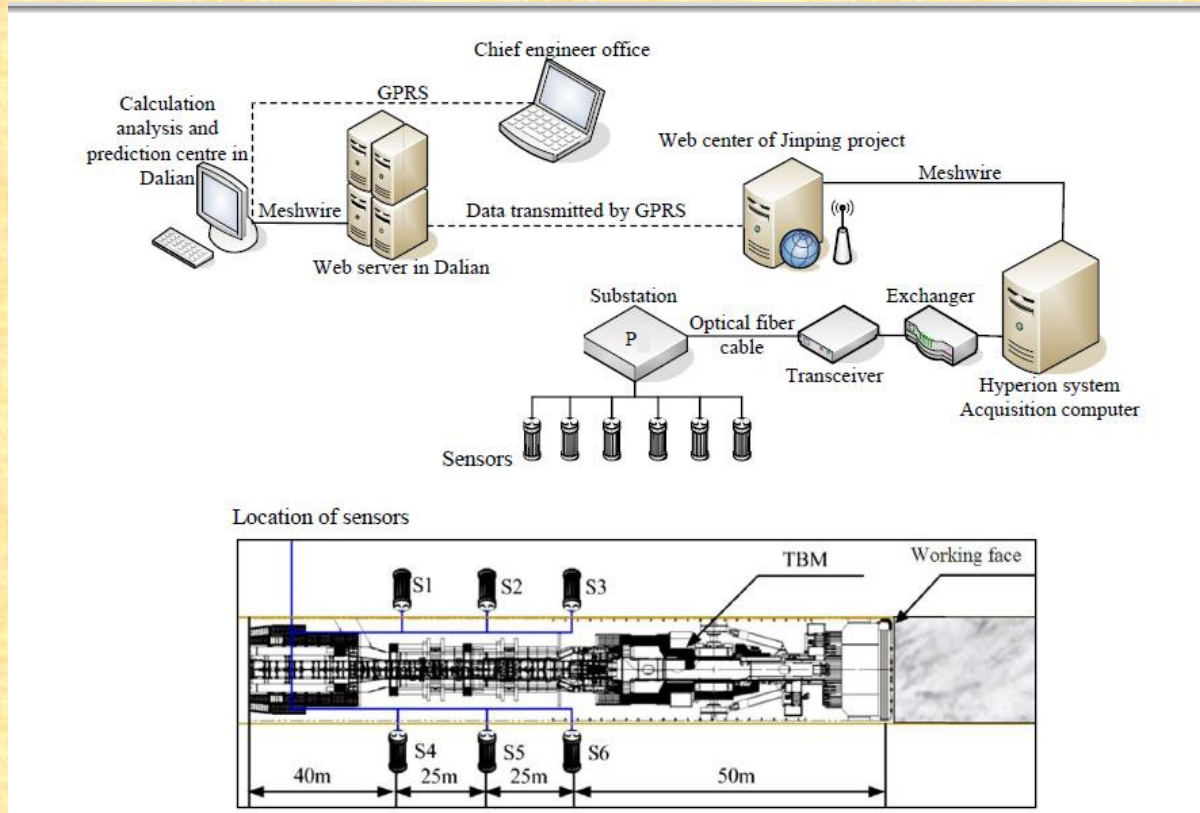 Chief engineer office
GPRS
Calculation
analysis and
prediction centre in
Dalian
Meshwire
Web server in Dalian
Data transmitted by GPRS
Web center of Jinping project
Meshwire
Substation
P
Optical fiber
cable
Transceiver
Exchanger
Hyperion system
Acquisition computer
Sensors
Location of sensors
S1
S2
S3
TBM
Working face
S4
S5
S6
40m
25m
25m
50m